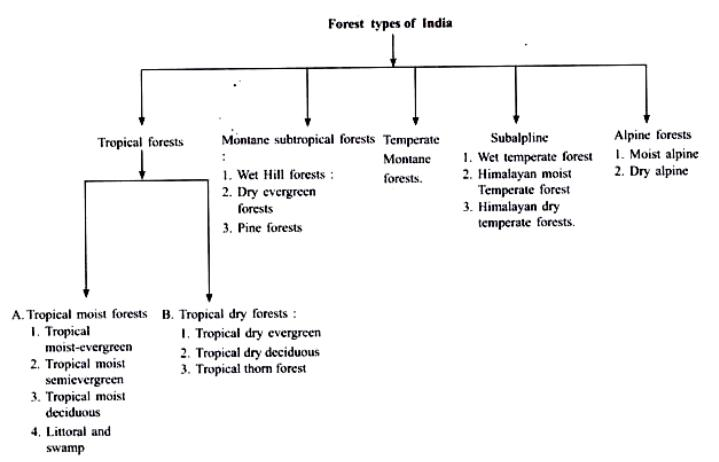 Forest types of India
Tropical forests
Montane subtropical forests
:
1. Wet Hill forests :
2. Dry evergreen
forests
3. Pine forests
Temperate
Montane
forests.
Subalpline
1. Wet temperate forest
2. Himalayan moist
Temperate forest
3. Himalayan dry
temperate forests.
Alpine forests
1. Moist alpine
2. Dry alpine
A. Tropical moist forests
1. Tropical
moist-evergreen
2. Tropical moist
semievergreen
3. Tropical moist
deciduous
4. Littoral and
swamp
B. Tropical dry forests :
1. Tropical dry evergreen
2. Tropical dry deciduous
3. Tropical thorn forest